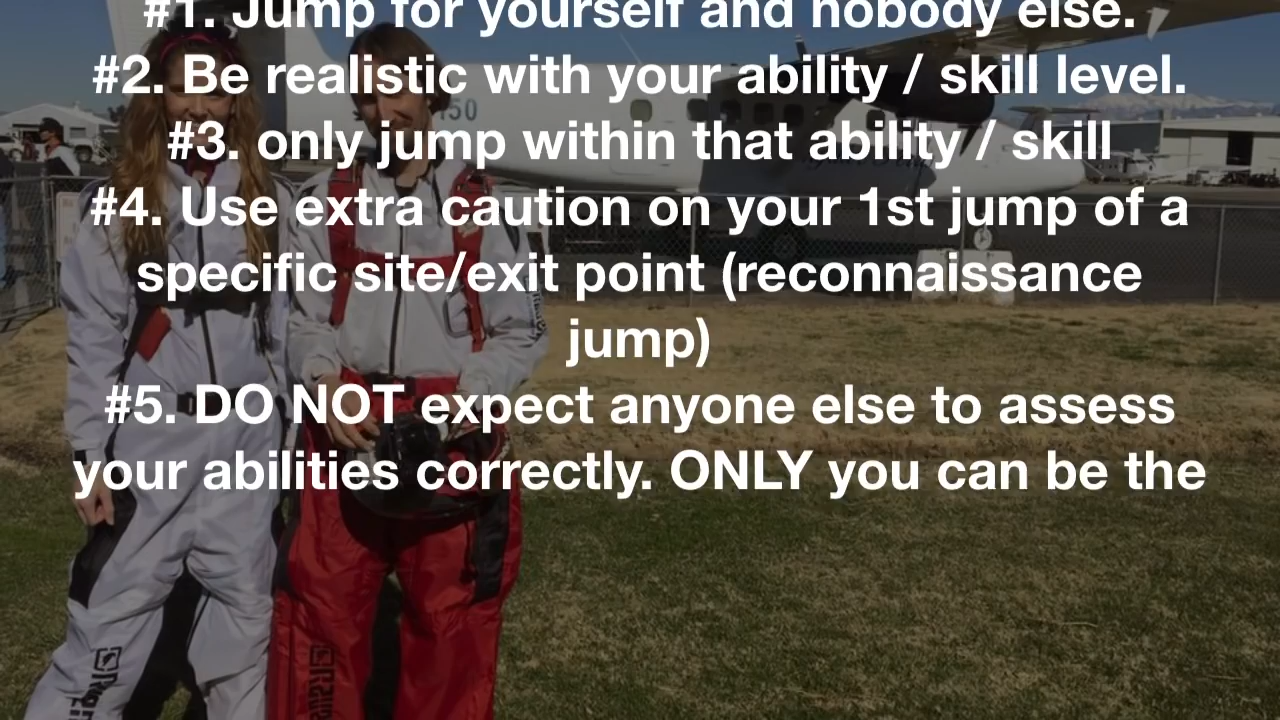 #1. Jump for yourself and nobody else.
#2. Be realistic with your ability / skill level.
#3. only jump within that ability / skill
#4. Use extra caution on your 1st jump of a
specific site/exit point (reconnaissance
jump)
#5. DO NOT expect anyone else to assess
your abilities correctly. ONLY you can be the
50